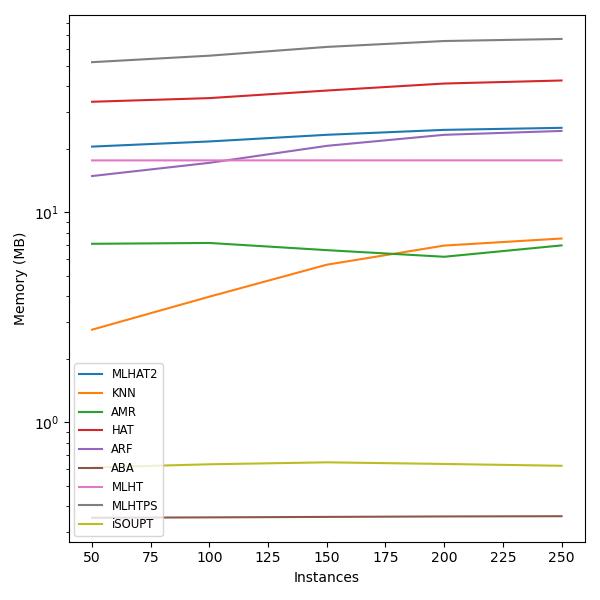 Memory (MB)
10¹
10⁰
MLHAT2
KNN
AMR
HAT
ARF
ABA
MLHT
MLHTPS
iSOUPT
50 75 100 125 150 175 200 225 250
Instances